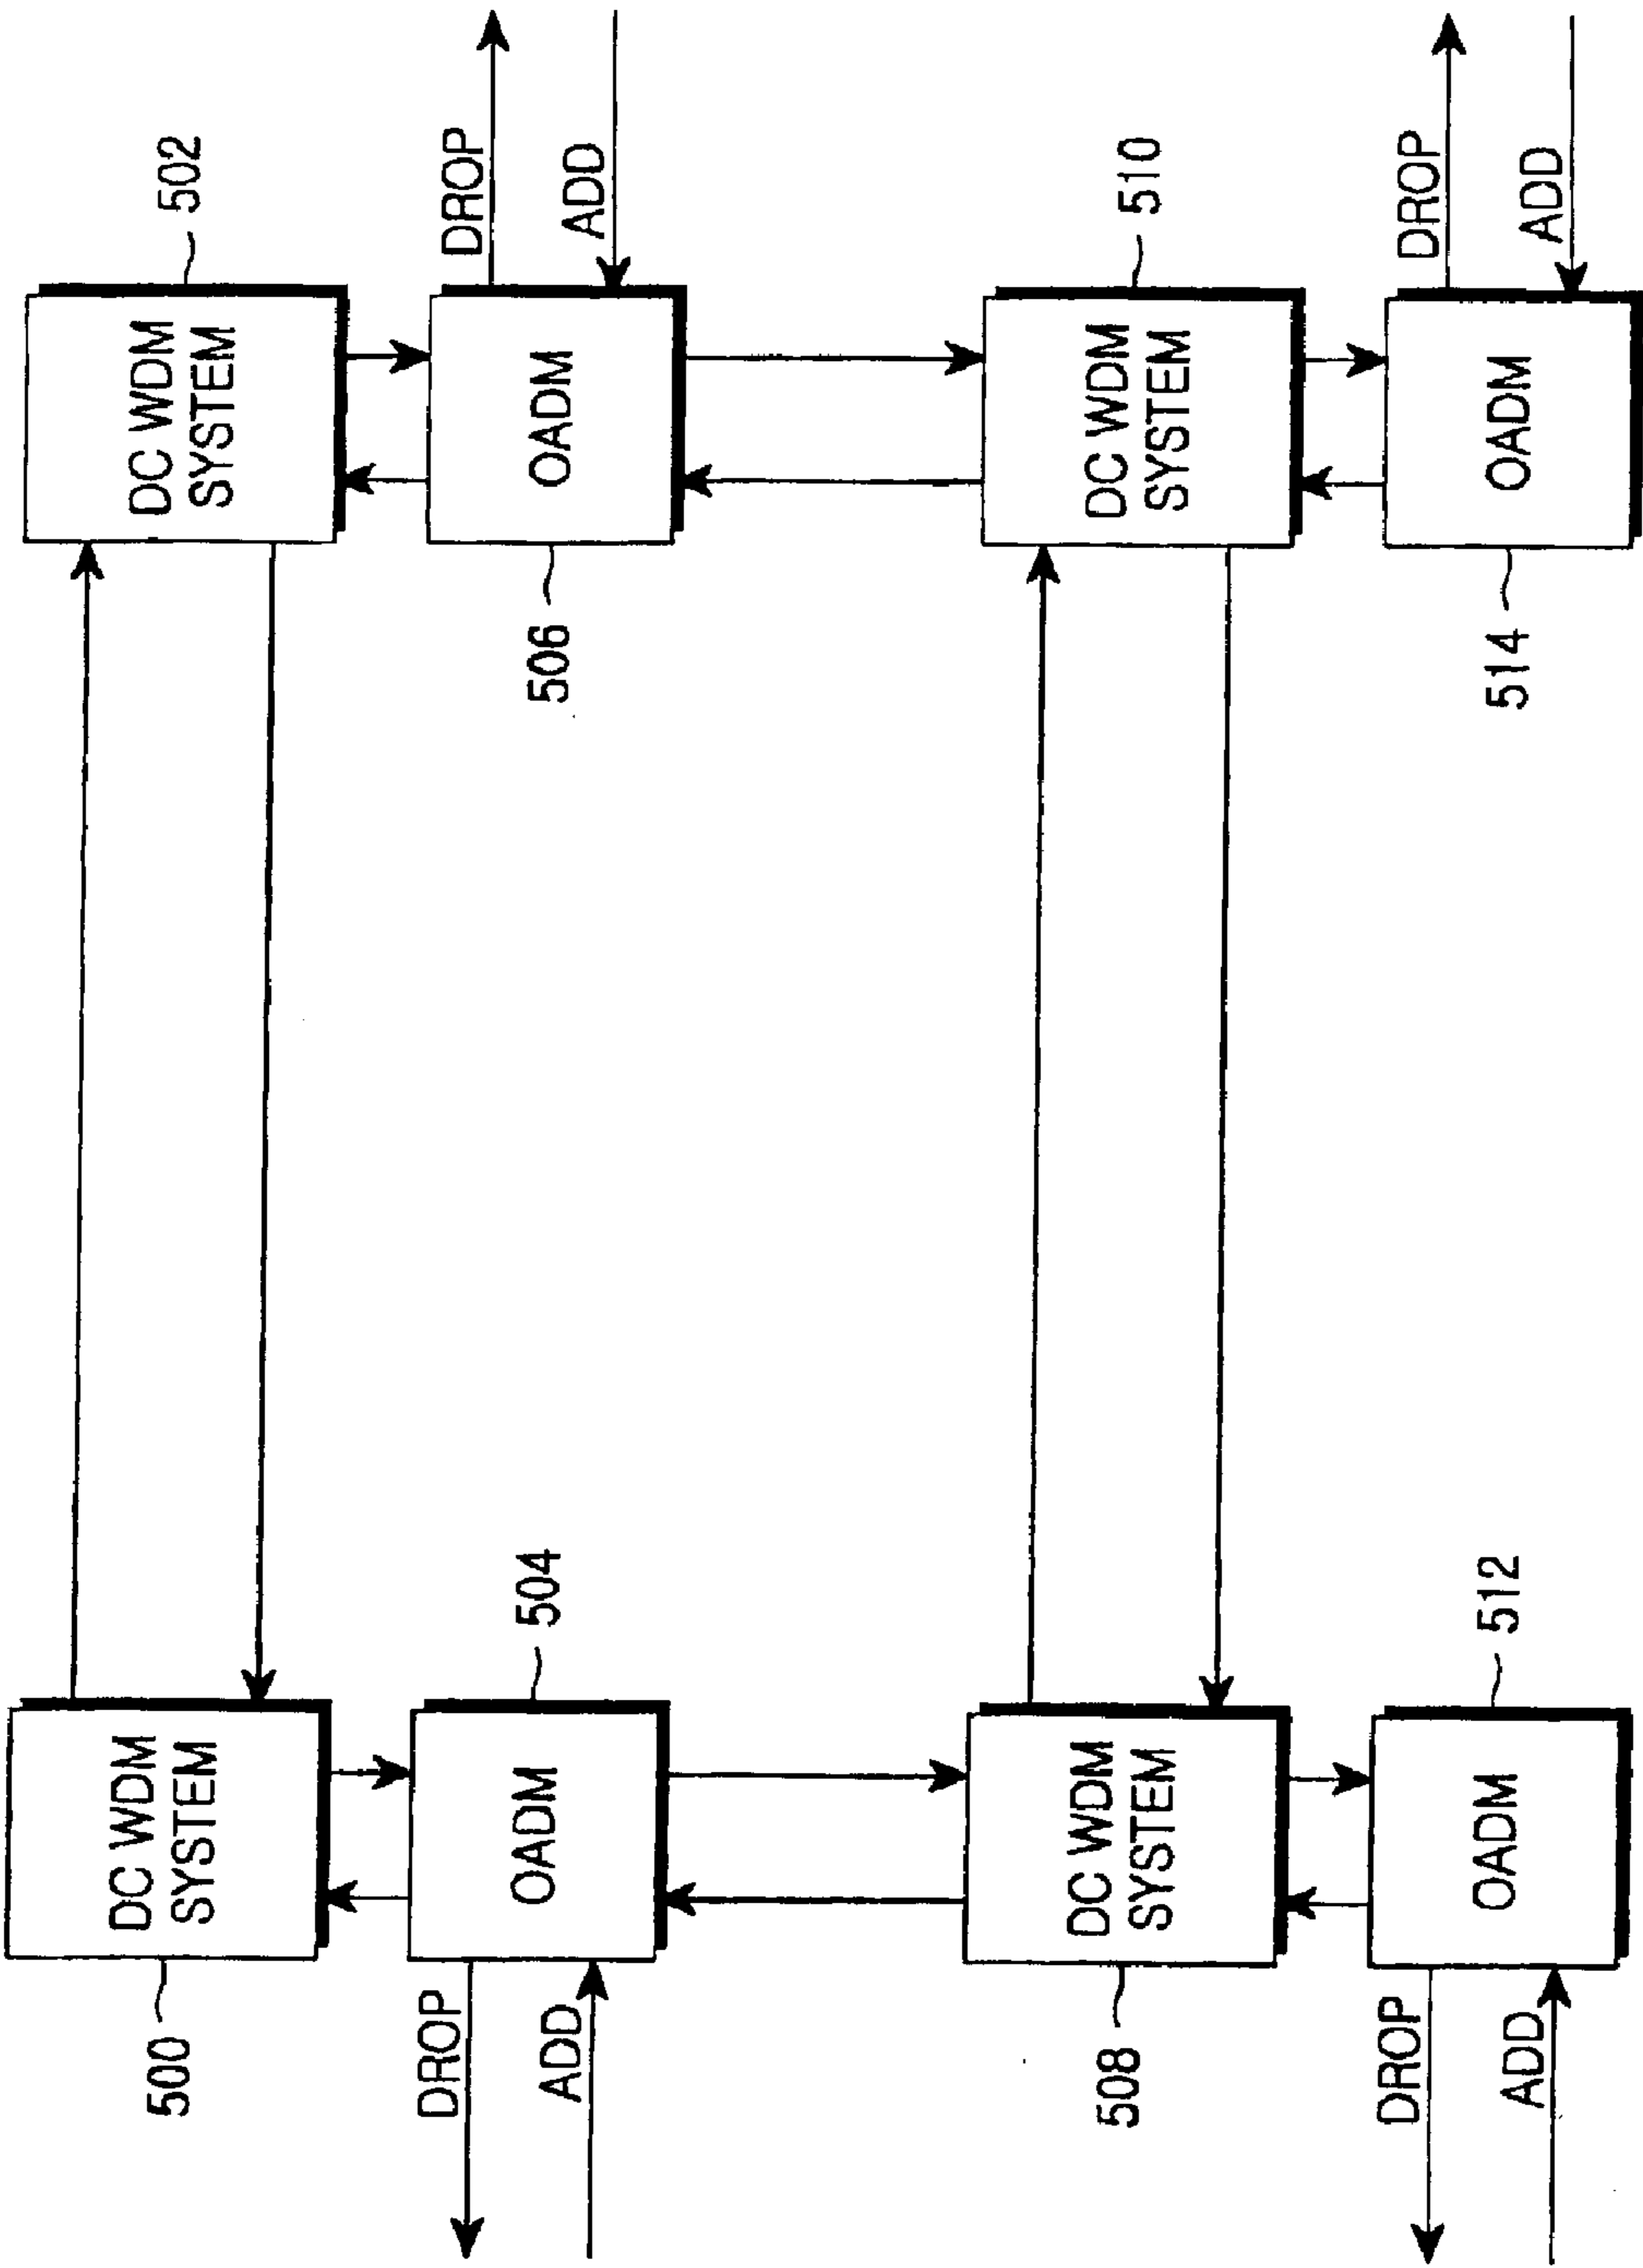 500
DC WDM
SYSTEM
DC WDM
SYSTEM
502
DROP
ADD
OADM
504
506
OADM
DROP
ADD
508
DC WDM
SYSTEM
DC WDM
SYSTEM
510
DROP
ADD
OADM
512
514
OADM
DROP
ADD